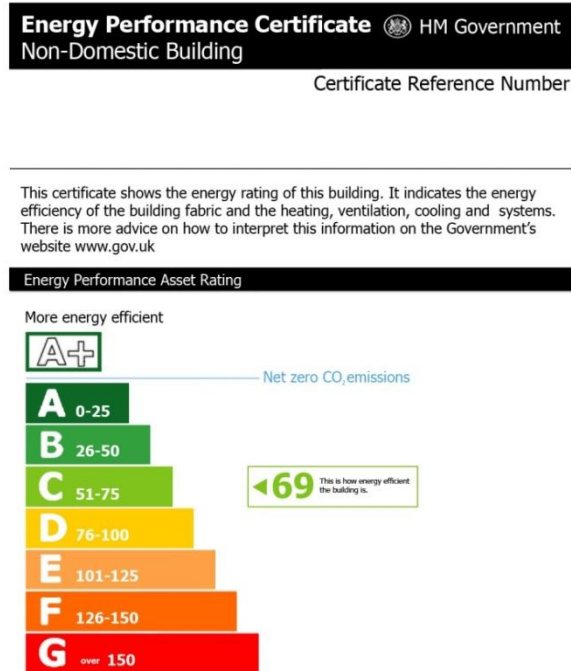 Energy Performance Certificate HM Government
Non-Domestic Building
Certificate Reference Number
This certificate shows the energy rating of this building. It indicates the energy
efficiency of the building fabric and the heating, ventilation, cooling and systems.
There is more advice on how to interpret this information on the Government's
website www.gov.uk
Energy Performance Asset Rating
More energy efficient
A+
Net zero CO₂emissions
A 0-25
B 26-50
C 51-75
69 This is how energy efficient
the building is.
D 76-100
E 101-125
F 126-150
G over 150